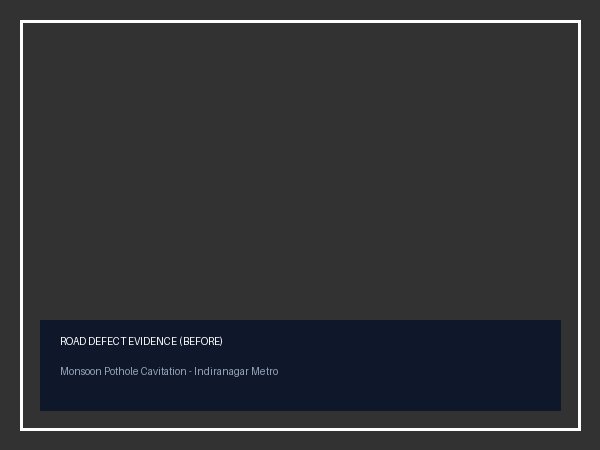 ROAD DEFECT EVIDENCE (BEFORE)
Monsoon Pothole Cavitation - Indiranagar Metro